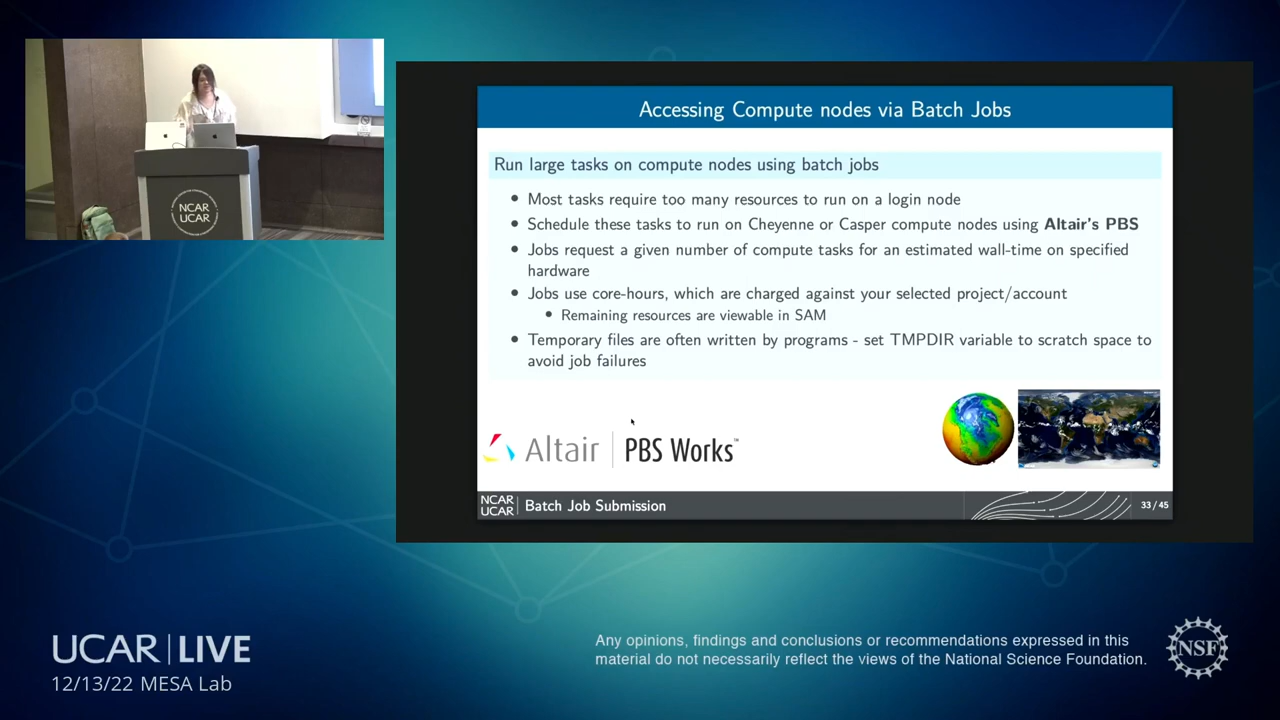 NCAR
UCAR
Accessing Compute nodes via Batch Jobs
Run large tasks on compute nodes using batch jobs
• Most tasks require too many resources to run on a login node
• Schedule these tasks to run on Cheyenne or Casper compute nodes using Altair's PBS
• Jobs request a given number of compute tasks for an estimated wall-time on specified
hardware
• Jobs use core-hours, which are charged against your selected project/account
• Remaining resources are viewable in SAM
• Temporary files are often written by programs - set TMPDIR variable to scratch space to
avoid job failures
Altair | PBS Works™
NCAR
UCAR
Batch Job Submission
33 / 45
UCAR | LIVE
12/13/22 MESA Lab
Any opinions, findings and conclusions or recommendations expressed in this
material do not necessarily reflect the views of the National Science Foundation.
NSF